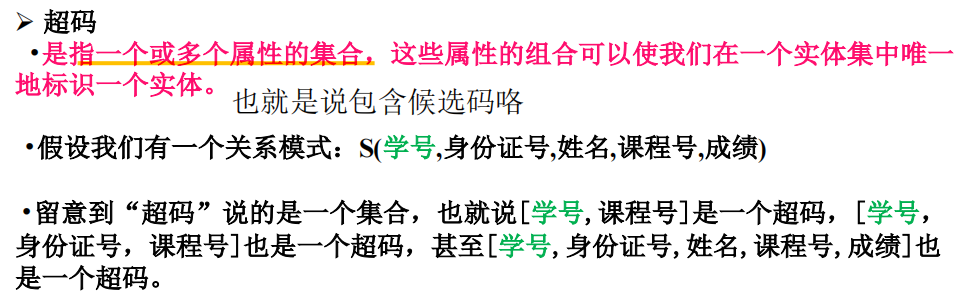 ➢ 超码
•是指一个或多个属性的集合，这些属性的组合可以使我们在一个实体集中唯一
地标识一个实体。
也就是说包含候选码咯
•假设我们有一个关系模式：S(学号,身份证号,姓名,课程号,成绩)
•留意到“超码”说的是一个集合，也就说[学号,课程号]是一个超码，[学号，
身份证号，课程号]也是一个超码，甚至[学号,身份证号,姓名,课程号,成绩]也
是一个超码。